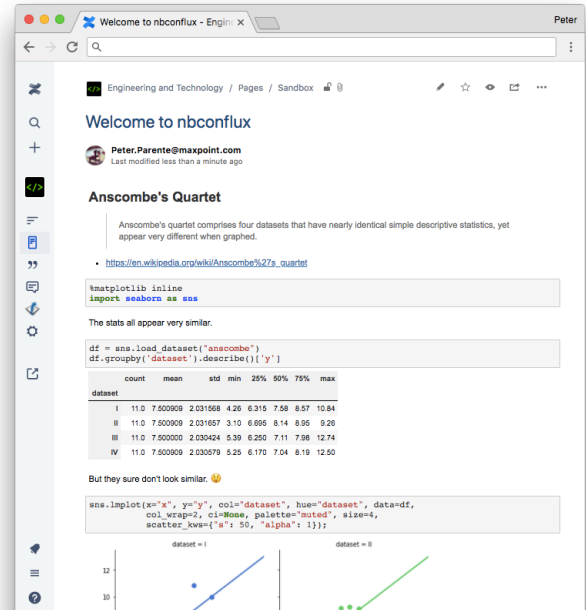 Welcome to nbconflux - Engin
Peter
</> Engineering and Technology / Pages / Sandbox
Welcome to nbconflux
Peter.Parente@maxpoint.com
Last modified less than a minute ago
</>
Anscombe's Quartet
Anscombe's quartet comprises four datasets that have nearly identical simple descriptive statistics, yet
appear very different when graphed.
https://en.wikipedia.org/wiki/Anscombe%27s_quartet
%matplotlib inline
import seaborn as sns
The stats all appear very similar.
df = sns.load_dataset("anscombe")
df.groupby('dataset').describe()['y']
count mean std min 25% 50% 75% max
dataset
I 11.0 7.500909 2.031568 4.26 6.315 7.58 8.57 10.84
II 11.0 7.500909 2.031657 3.10 6.695 8.14 8.95 9.26
III 11.0 7.500000 2.030424 5.39 6.250 7.11 7.98 12.74
IV 11.0 7.500909 2.030579 5.25 6.170 7.04 8.19 12.50
But they sure don't look similar. 😲
sns.lmplot(x="x", y="y", col="dataset", hue="dataset", data=df,
col_wrap=2, ci=None, palette="muted", size=4,
scatter_kws={"s": 50, "alpha": 1});
dataset = I
dataset = II
12
10